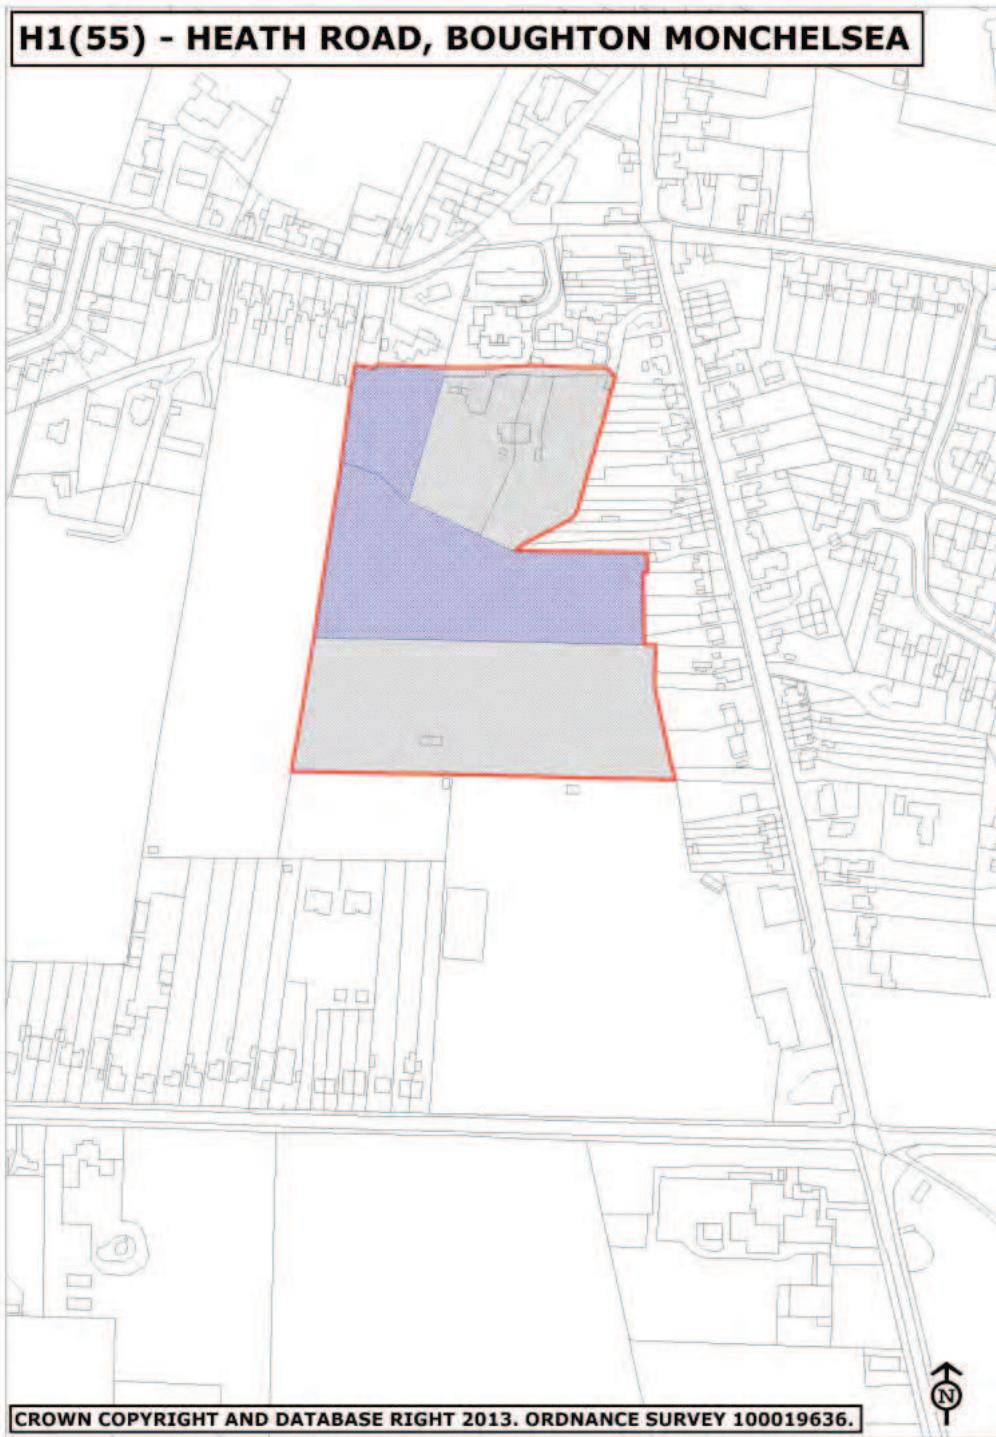 H1(55) - HEATH ROAD, BOUGHTON MONCHELSEA
N
CROWN COPYRIGHT AND DATABASE RIGHT 2013. ORDNANCE SURVEY 100019636.